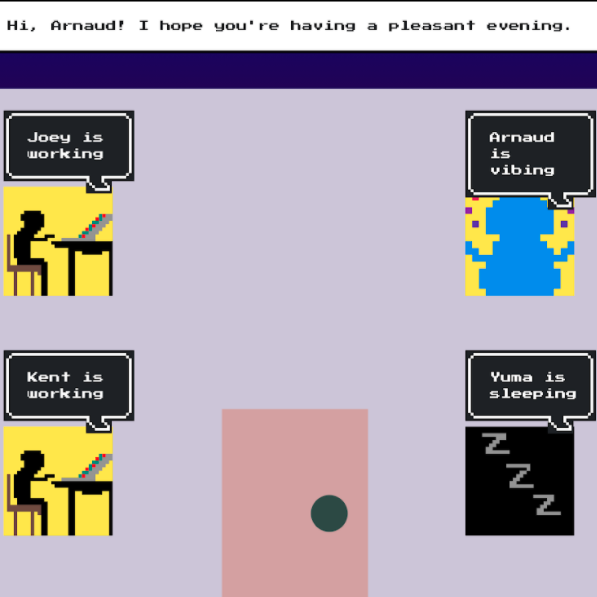 Hi, Arnaud! I hope you're having a pleasant evening.
Joey is
working
Arnaud
is
vibing
Kent is
working
Yuma is
sleeping
Z
Z
Z